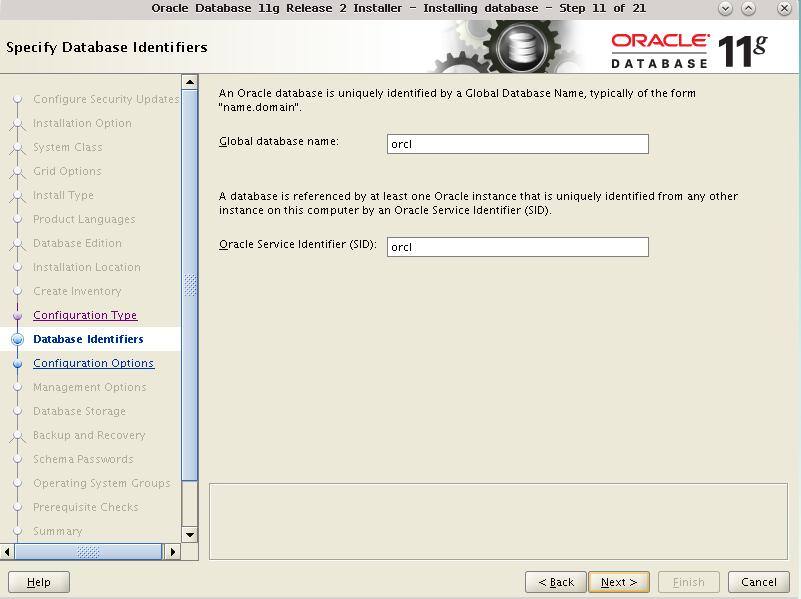 Oracle Database 11g Release 2 Installer - Installing database - Step 11 of 21
Specify Database Identifiers
ORACLE
DATABASE
11g
Configure Security Updates
Installation Option
System Class
Grid Options
Install Type
Product Languages
Database Edition
Installation Location
Create Inventory
Configuration Type
Database Identifiers
Configuration Options
Management Options
Database Storage
Backup and Recovery
Schema Passwords
Operating System Groups
Prerequisite Checks
Summary
An Oracle database is uniquely identified by a Global Database Name, typically of the form
"name.domain".
Global database name: orcl
A database is referenced by at least one Oracle instance that is uniquely identified from any other
instance on this computer by an Oracle Service Identifier (SID).
Oracle Service Identifier (SID): orcl
Help
< Back
Next >
Finish
Cancel